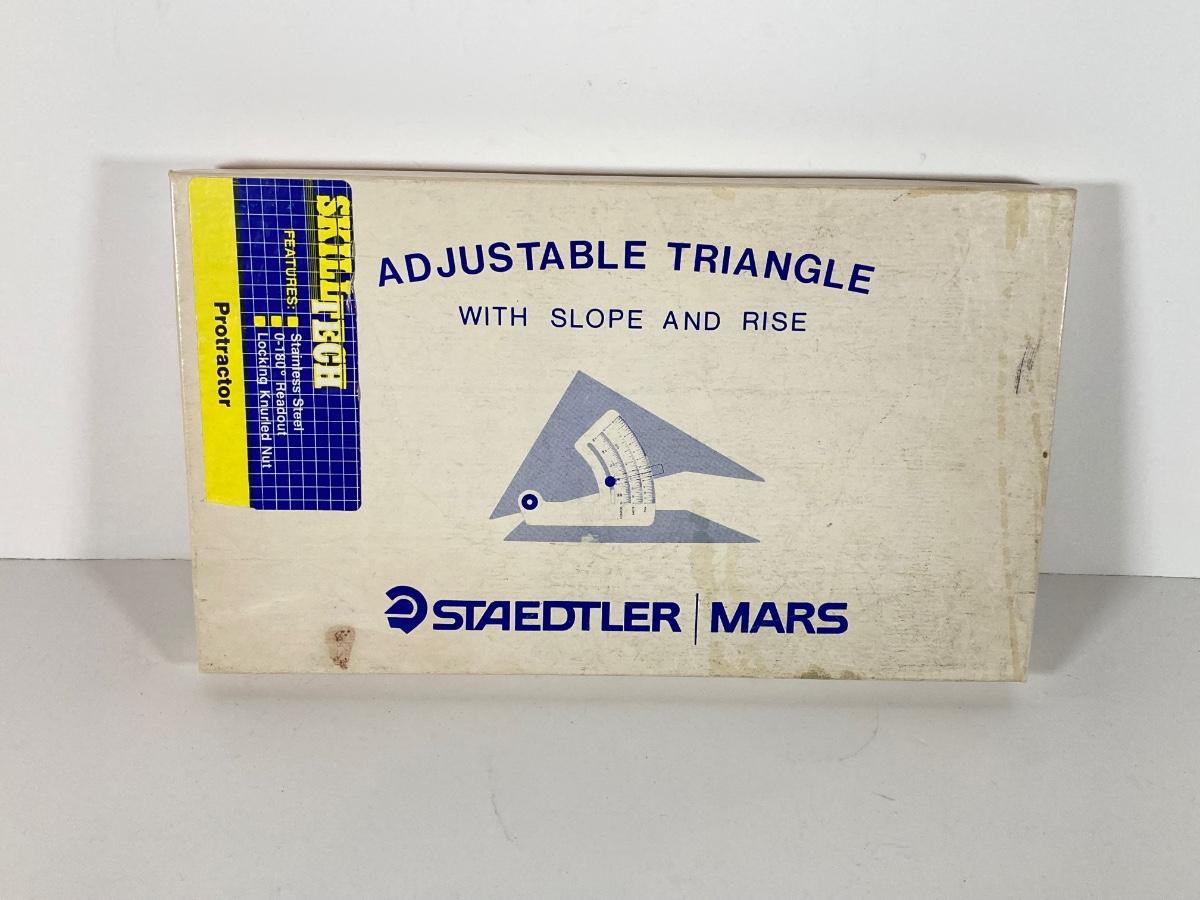 ADJUSTABLE TRIANGLE
WITH SLOPE AND RISE
STAEDTLER | MARS
SKILLTECH
FEATURES:
Stainless Steel
0-180° Readout
Locking Knurled Nut
Protractor